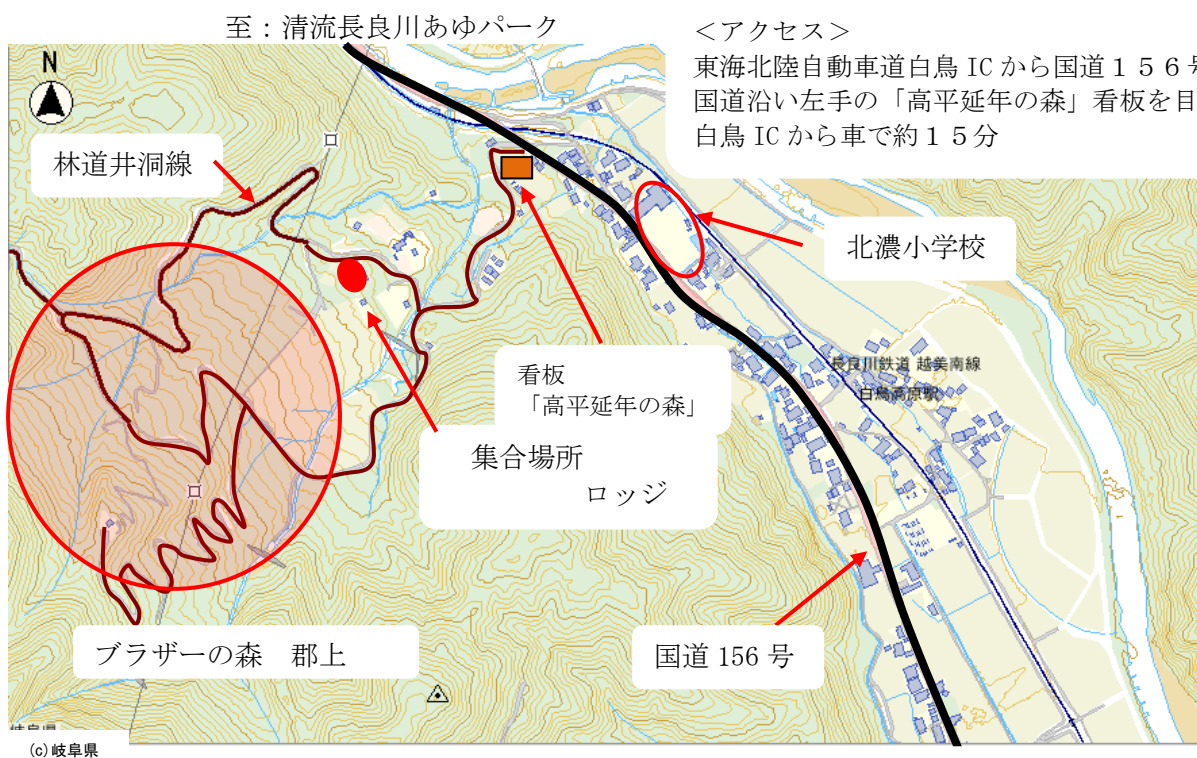 至：清流長良川あゆパーク
＜アクセス＞
東海北陸自動車道白鳥 IC から国道１５６号
国道沿い左手の「高平延年の森」看板を目
白鳥 IC から車で約１５分
N
林道井洞線
北濃小学校
長良川鉄道 越美南線
白鳥高原駅
看板
「高平延年の森」
集合場所
ロッジ
ブラザーの森　郡上
国道 156 号
岐阜県
(c)岐阜県